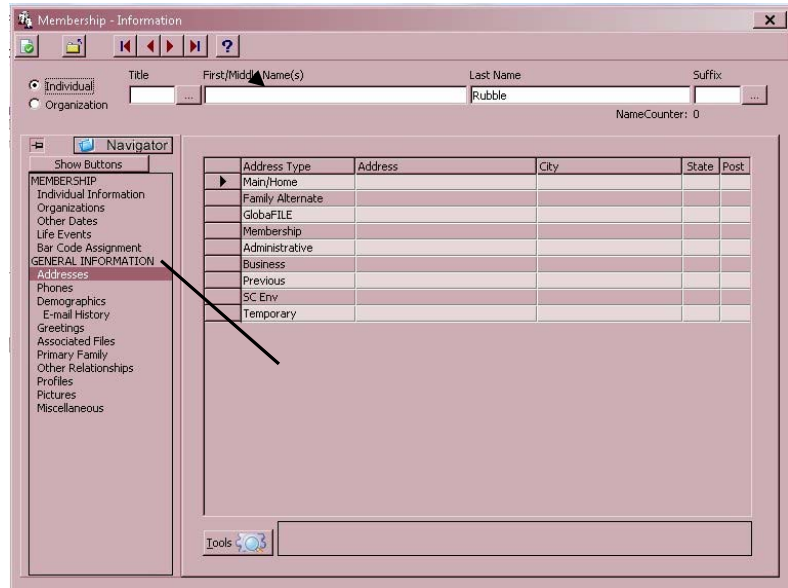 Membership - Information
Individual
Organization
Title
First/Middle Name(s)
Last Name
Suffix
...
Rubble
...
NameCounter: 0
Navigator
Show Buttons
MEMBERSHIP
Individual Information
Organizations
Other Dates
Life Events
Bar Code Assignment
GENERAL INFORMATION
Addresses
Phones
Demographics
E-mail History
Greetings
Associated Files
Primary Family
Other Relationships
Profiles
Pictures
Miscellaneous
Address Type Address City State Post
Main/Home
Family Alternate
GlobaFILE
Membership
Administrative
Business
Previous
SC Env
Temporary
Tools